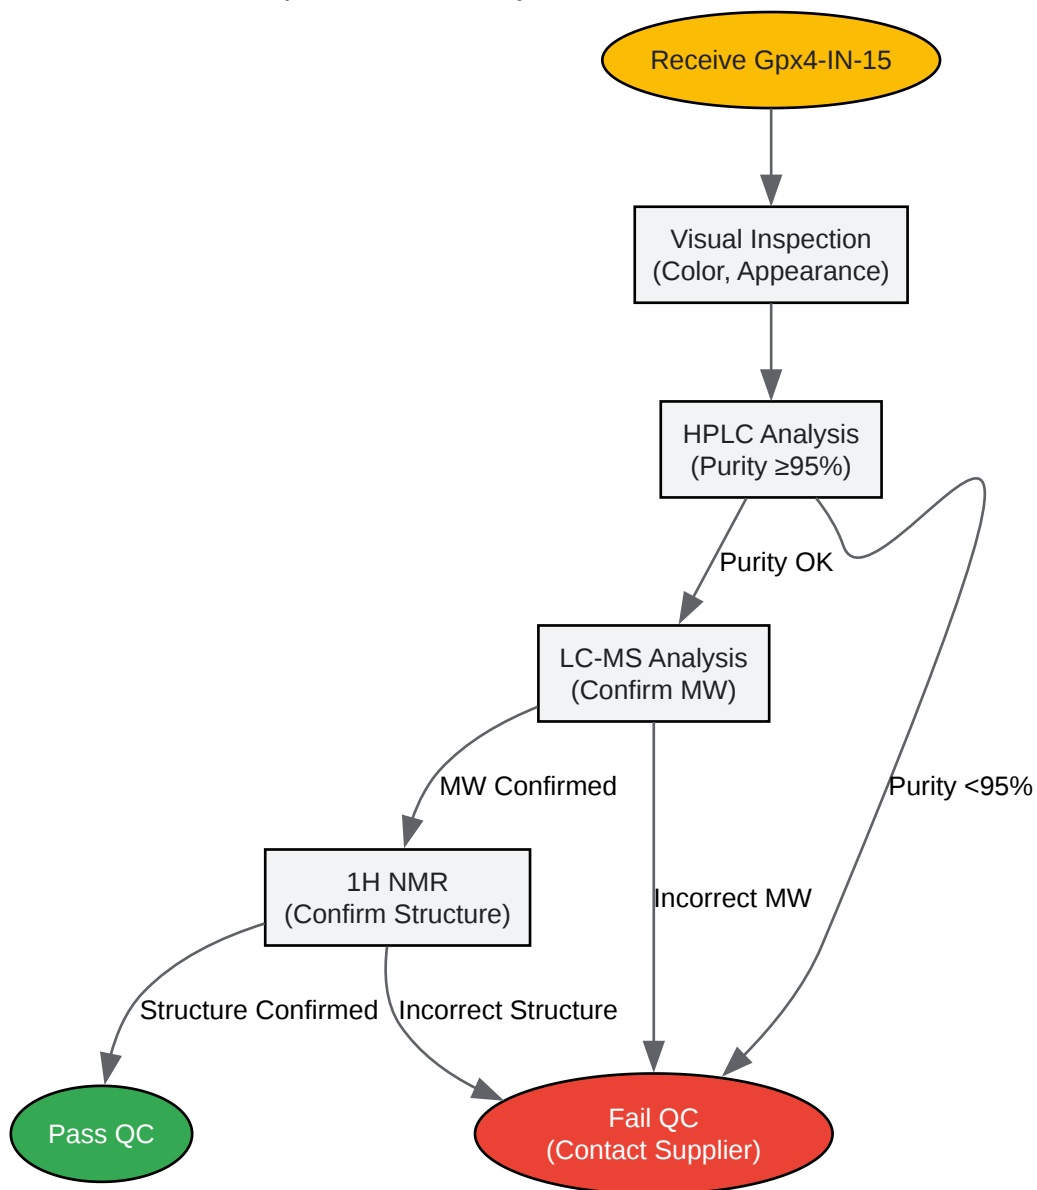 Receive Gpx4-IN-15
Visual Inspection
(Color, Appearance)
HPLC Analysis
(Purity ≥95%)
Purity OK
LC-MS Analysis
(Confirm MW)
MW Confirmed
Purity <95%
1H NMR
(Confirm Structure)
Incorrect MW
Structure Confirmed
Incorrect Structure
Pass QC
Fail QC
(Contact Supplier)